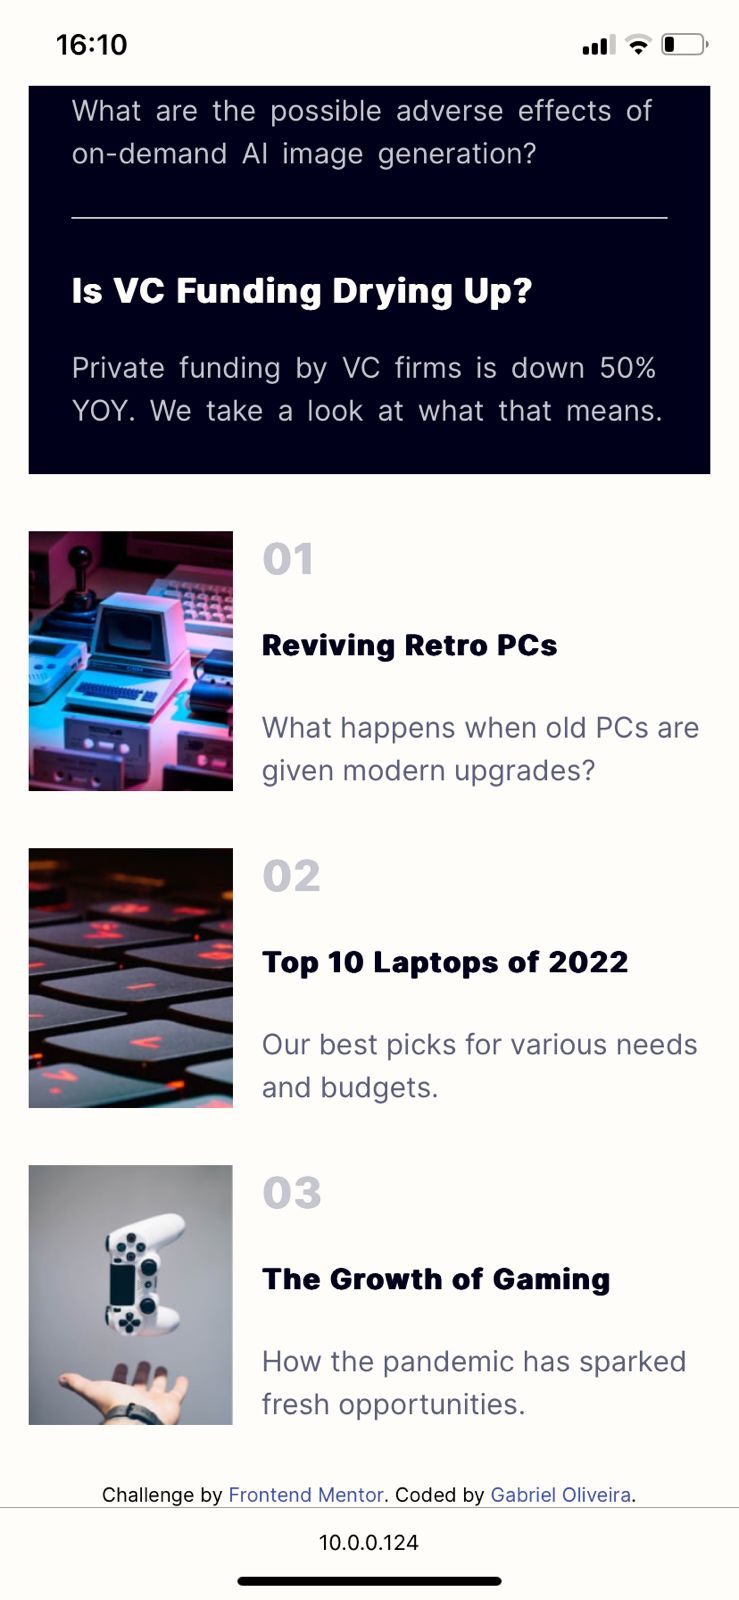 16:10
What are the possible adverse effects of
on-demand AI image generation?
Is VC Funding Drying Up?
Private funding by VC firms is down 50%
YOY. We take a look at what that means.
01
Reviving Retro PCs
What happens when old PCs are
given modern upgrades?
02
Top 10 Laptops of 2022
Our best picks for various needs
and budgets.
03
The Growth of Gaming
How the pandemic has sparked
fresh opportunities.
Challenge by Frontend Mentor. Coded by Gabriel Oliveira.
10.0.0.124